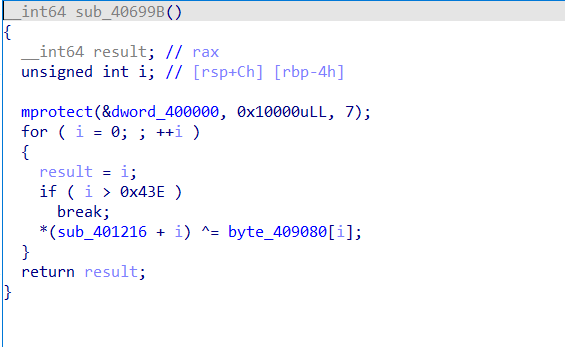 __int64 sub_40699B()
{
  __int64 result; // rax
  unsigned int i; // [rsp+Ch] [rbp-4h]

  mprotect(&dword_400000, 0x10000uLL, 7);
  for ( i = 0; ; ++i )
  {
    result = i;
    if ( i > 0x43E )
      break;
    *(sub_401216 + i) ^= byte_409080[i];
  }
  return result;
}